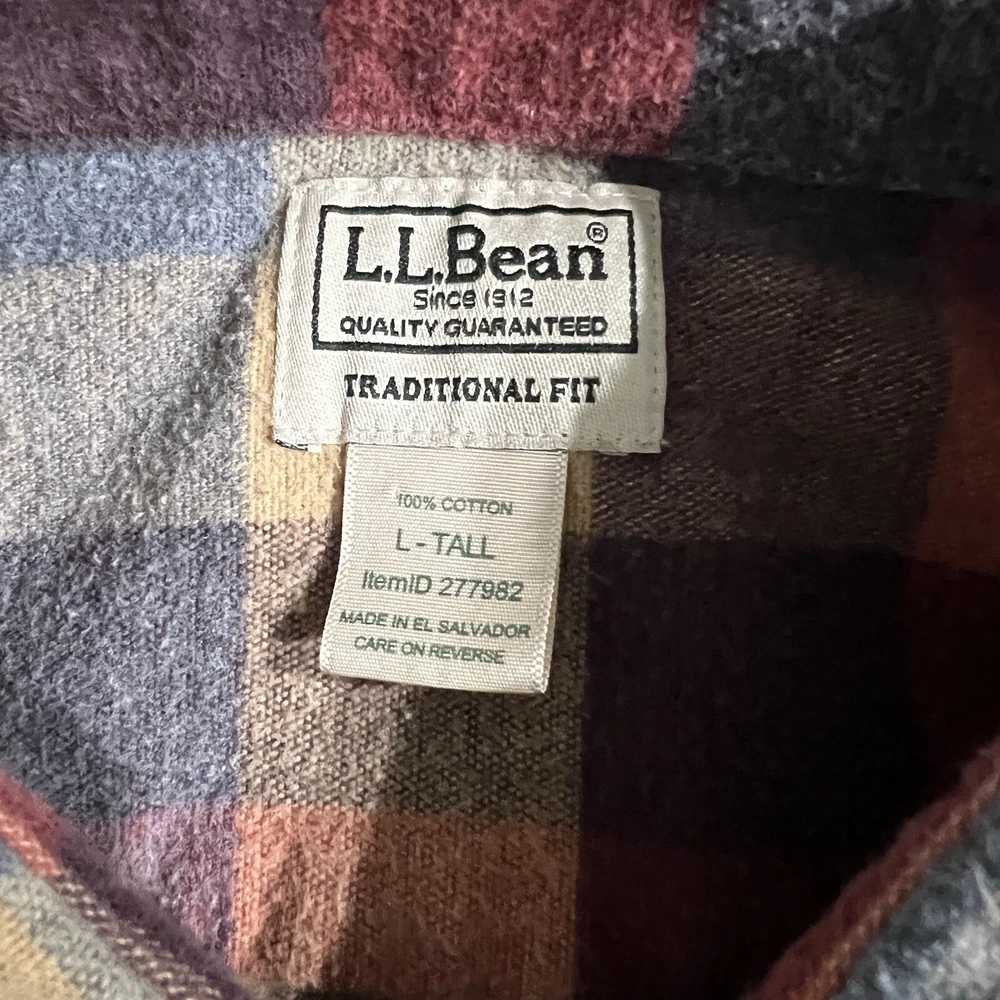 L.L.Bean®
Since 1912
QUALITY GUARANTEED
TRADITIONAL FIT
100% COTTON
L - TALL
ItemID 277982
MADE IN EL SALVADOR
CARE ON REVERSE